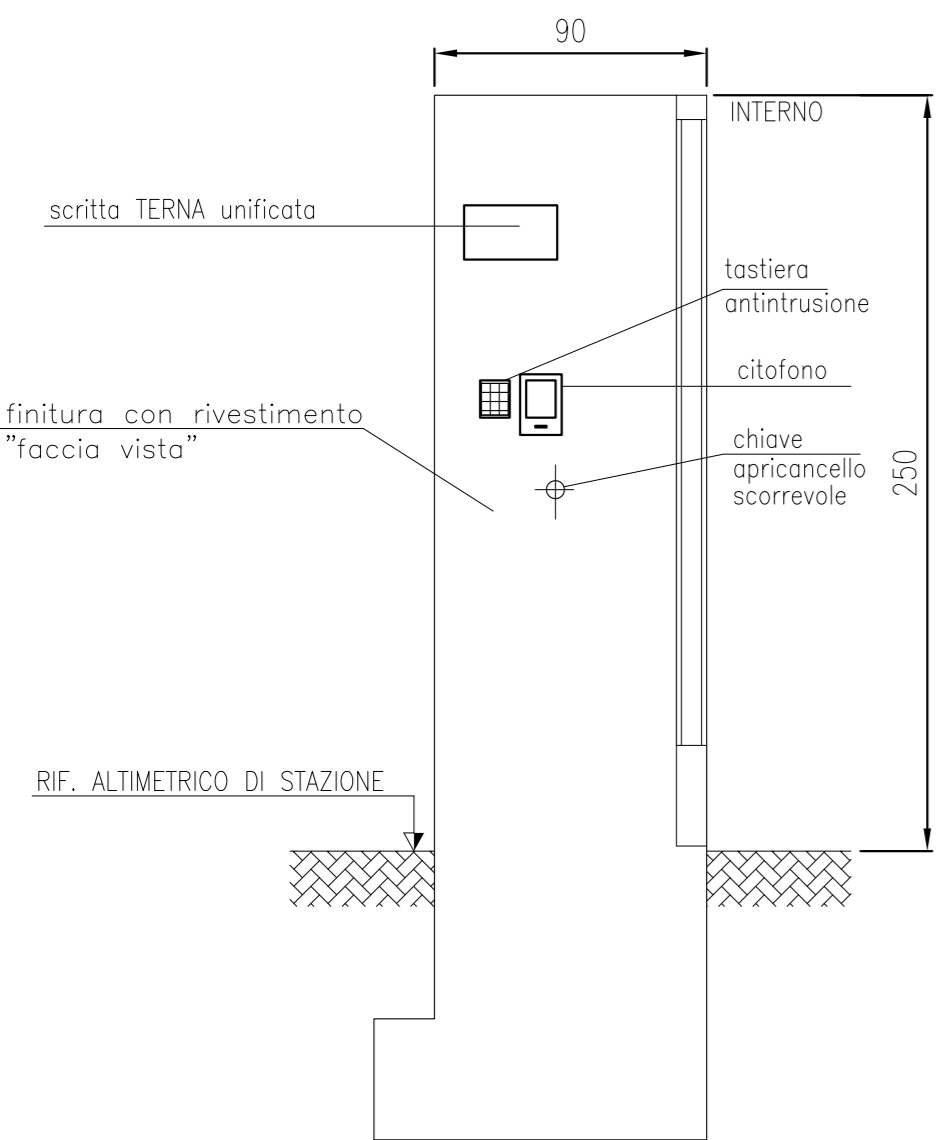 90
INTERNO
scritta TERNA unificata
tastiera
antintrusione
citofono
finitura con rivestimento
"faccia vista"
chiave
apricancello
scorrevole
250
RIF. ALTIMETRICO DI STAZIONE